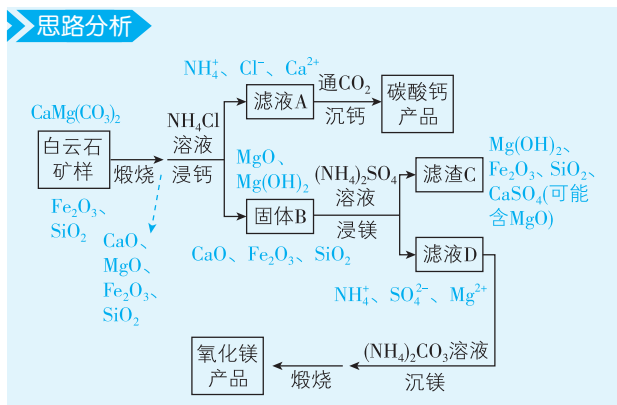 思路分析
NH₄⁺、Cl⁻、Ca²⁺
CaMg(CO₃)₂
白云石
矿样
煅烧
NH₄Cl
溶液
浸钙
滤液A
通CO₂
沉钙
碳酸钙
产品
Fe₂O₃、
SiO₂
CaO、
MgO、
Fe₂O₃、
SiO₂
MgO、
Mg(OH)₂
固体B
CaO、Fe₂O₃、SiO₂
(NH₄)₂SO₄
溶液
浸镁
滤渣C
Mg(OH)₂、
Fe₂O₃、SiO₂、
CaSO₄(可能
含MgO)
滤液D
NH₄⁺、SO₄²⁻、Mg²⁺
(NH₄)₂CO₃溶液
沉镁
煅烧
氧化镁
产品